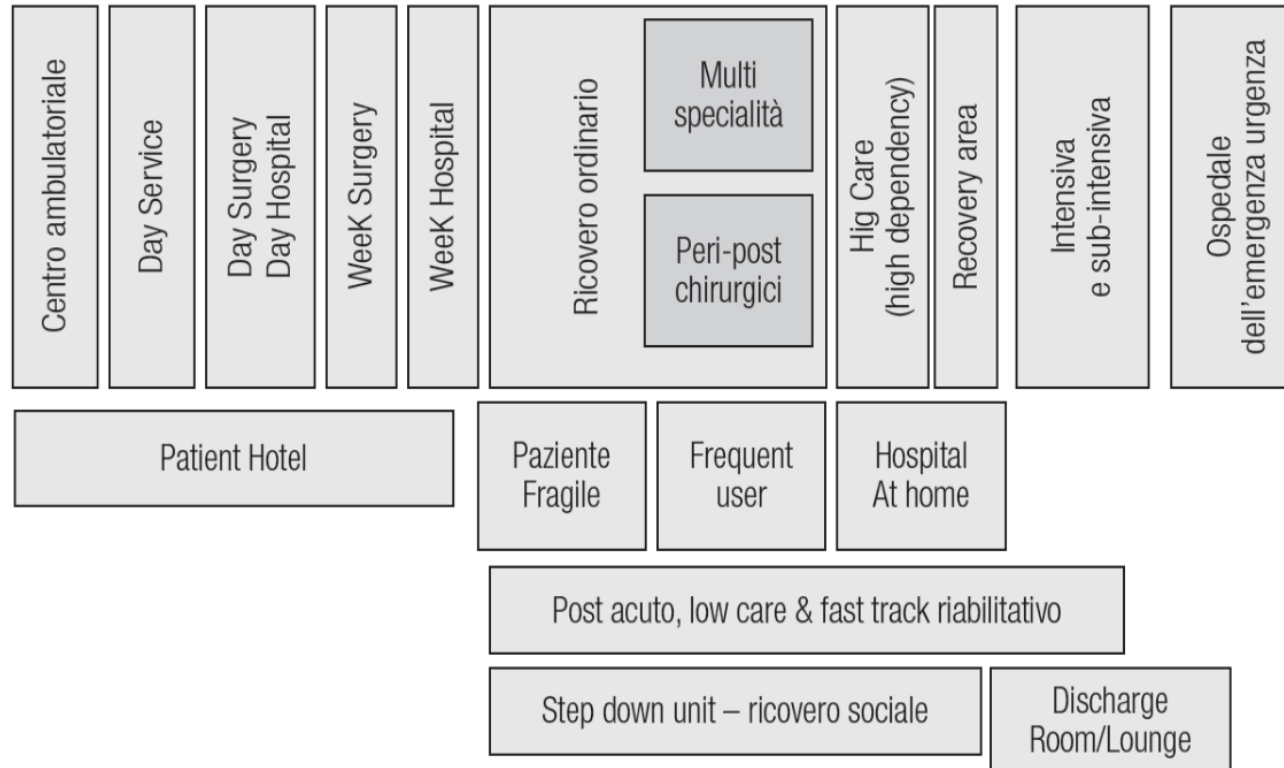 Centro ambulatoriale
Day Service
Day Surgery
Day Hospital
WeeK Surgery
WeeK Hospital
Ricovero ordinario
Multi
specialità
Peri-post
chirurgici
Hig Care
(high dependency)
Recovery area
Intensiva
e sub-intensiva
Ospedale
dell'emergenza urgenza
Patient Hotel
Paziente
Fragile
Frequent
user
Hospital
At home
Post acuto, low care & fast track riabilitativo
Step down unit – ricovero sociale
Discharge
Room/Lounge